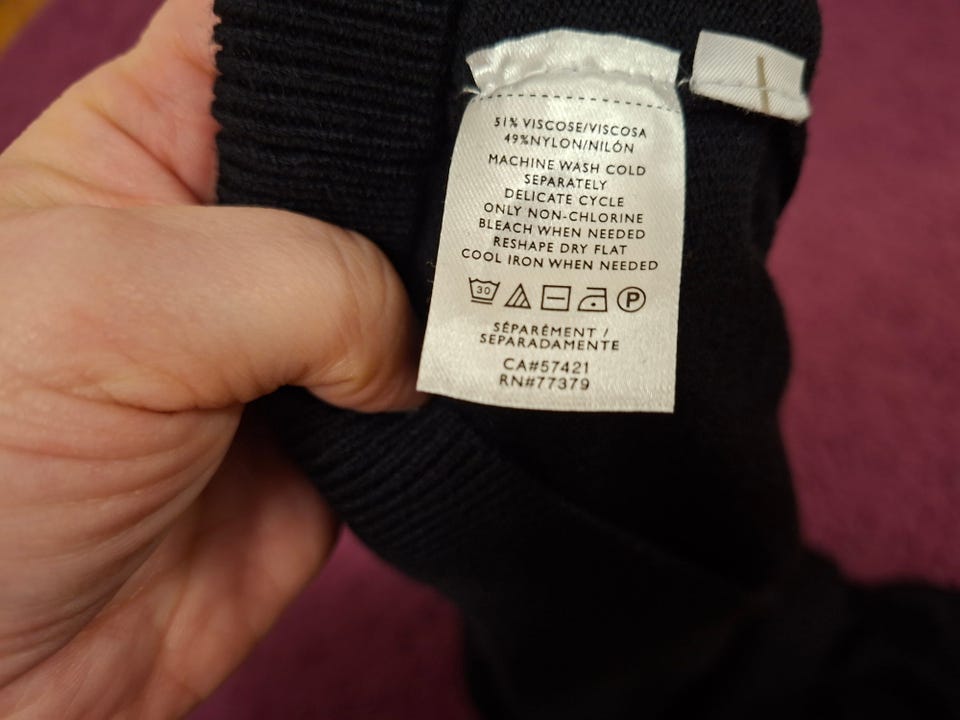 51% VISCOSE/VISCOSA
49%NYLON/NILÓN
MACHINE WASH COLD
SEPARATELY
DELICATE CYCLE
ONLY NON-CHLORINE
BLEACH WHEN NEEDED
RESHAPE DRY FLAT
COOL IRON WHEN NEEDED
30 P
SÉPARÉMENT /
SEPARADAMENTE
CA#57421
RN#77379